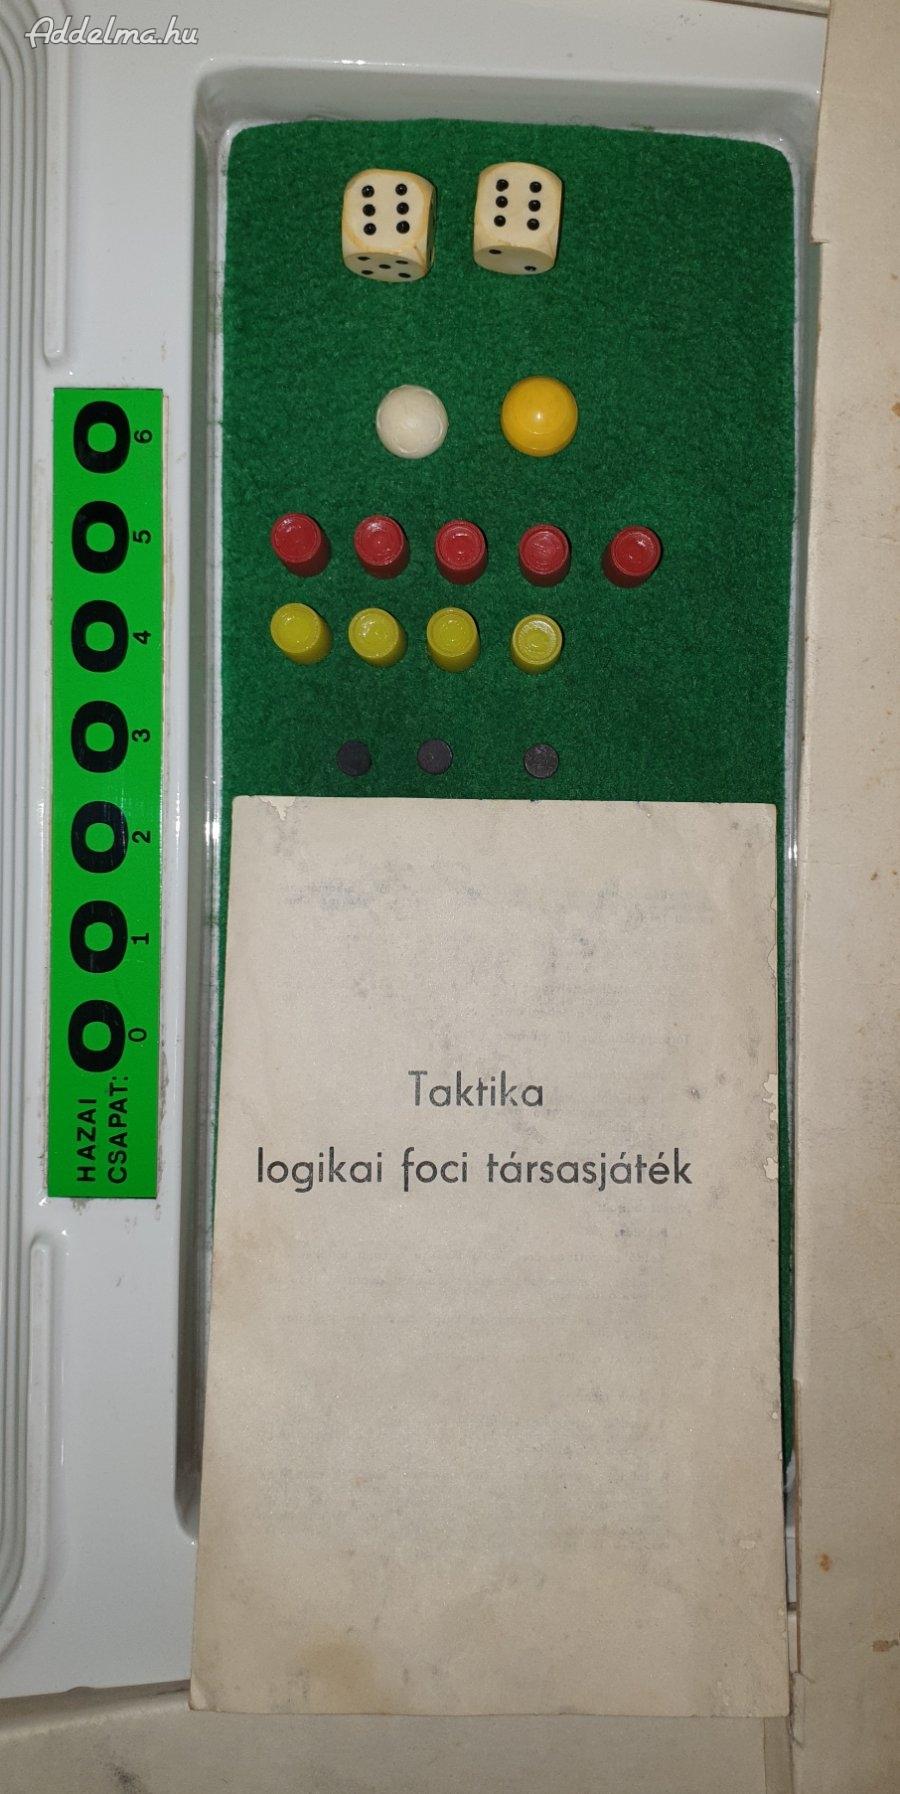 Addelma.hu
HAZAI
CSAPAT:
0 1 2 3 4 5 6
Taktika
logikai foci társasjáték